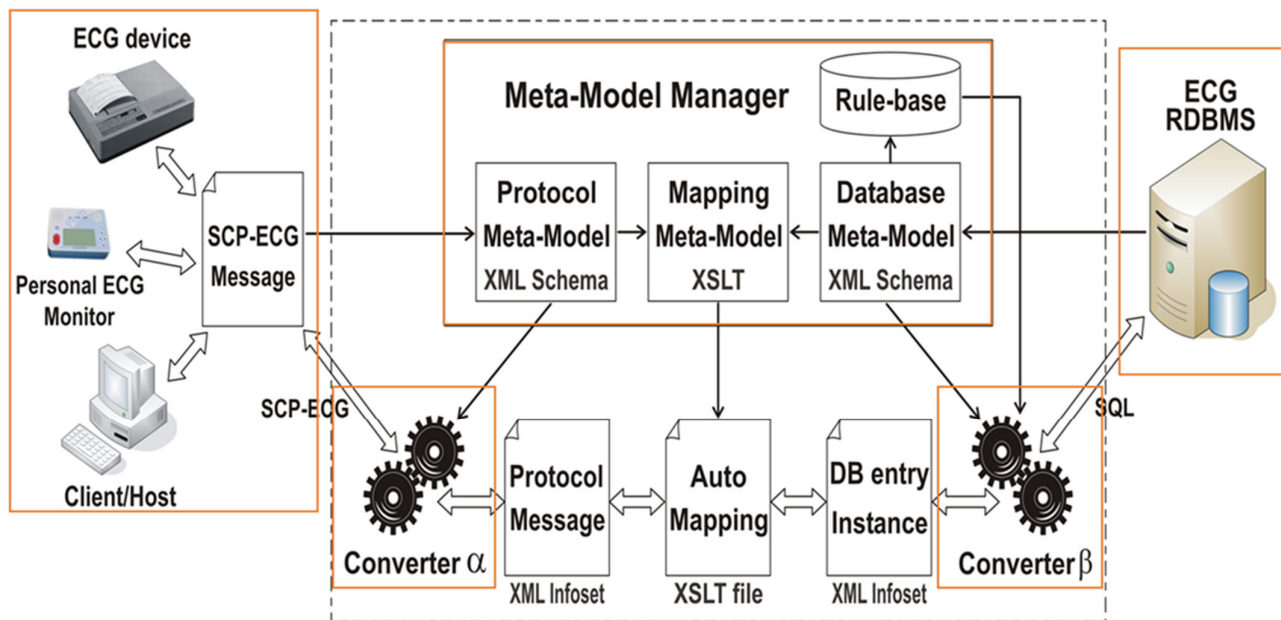 ECG device
Personal ECG
Monitor
Client/Host
SCP-ECG
Message
SCP-ECG
Meta-Model Manager
Rule-base
Protocol
Meta-Model
XML Schema
Mapping
Meta-Model
XSLT
Database
Meta-Model
XML Schema
ECG
RDBMS
SQL
Converter α
Protocol
Message
XML Infoset
Auto
Mapping
XSLT file
DB entry
Instance
XML Infoset
Converter β